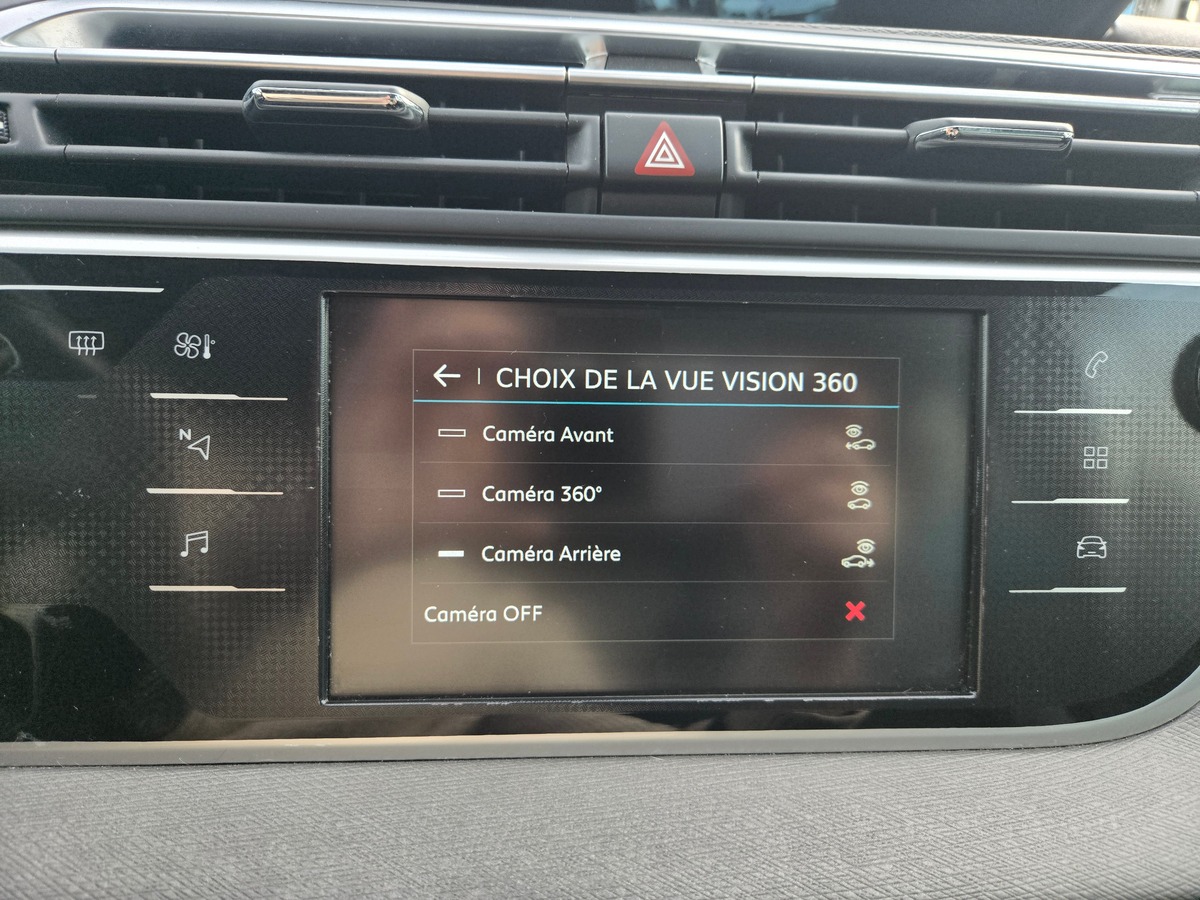 CHOIX DE LA VUE VISION 360
Caméra Avant
Caméra 360°
Caméra Arrière
Caméra OFF
N